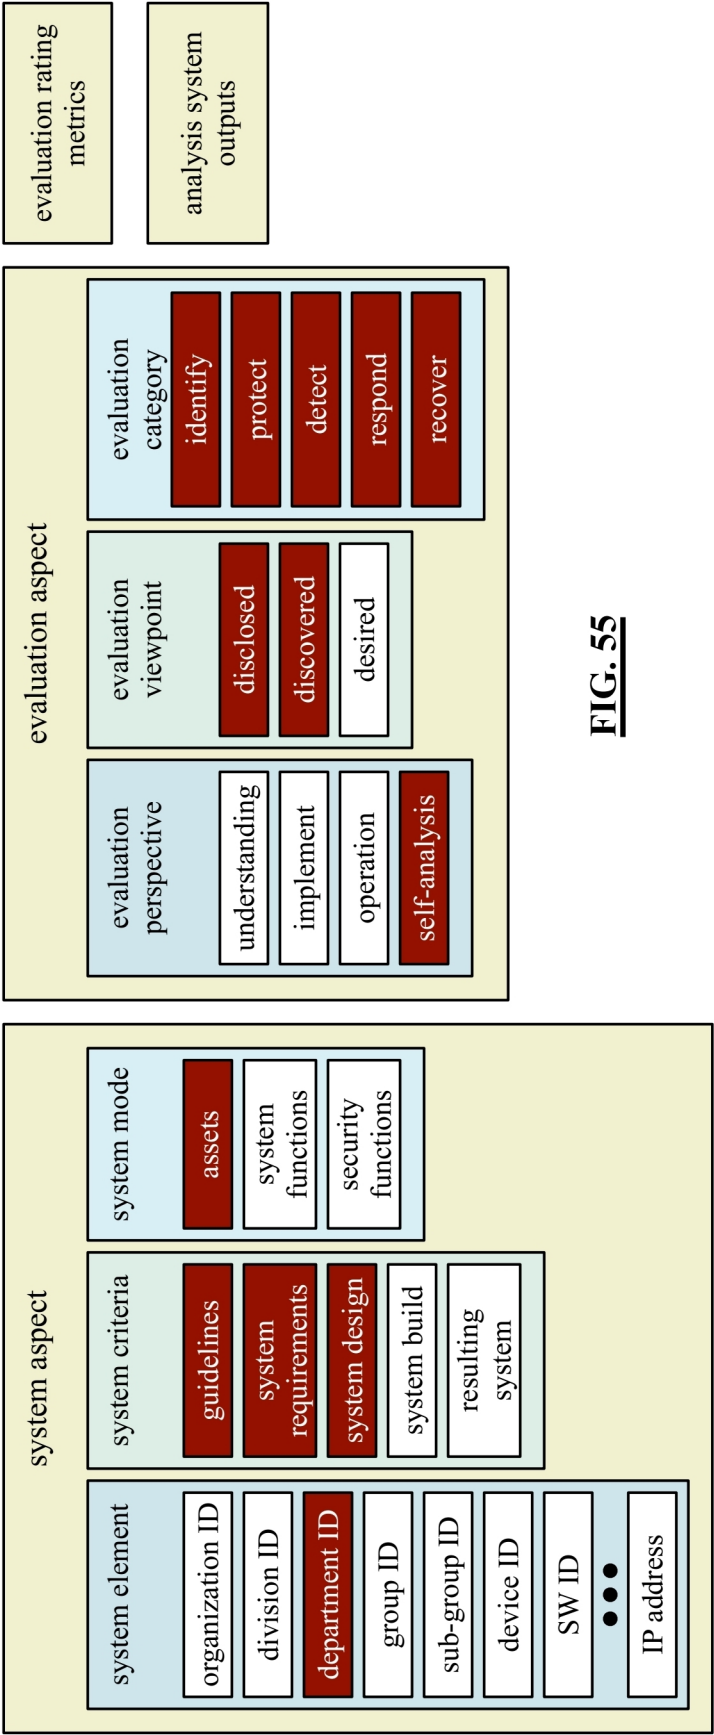 system aspect
system element
organization ID
division ID
department ID
group ID
sub-group ID
device ID
SW ID
IP address
system criteria
guidelines
system
requirements
system design
system build
resulting
system
system mode
assets
system
functions
security
functions
evaluation aspect
evaluation
perspective
understanding
implement
operation
self-analysis
evaluation
viewpoint
disclosed
discovered
desired
evaluation
category
identify
protect
detect
respond
recover
evaluation rating
metrics
analysis system
outputs
FIG. 55